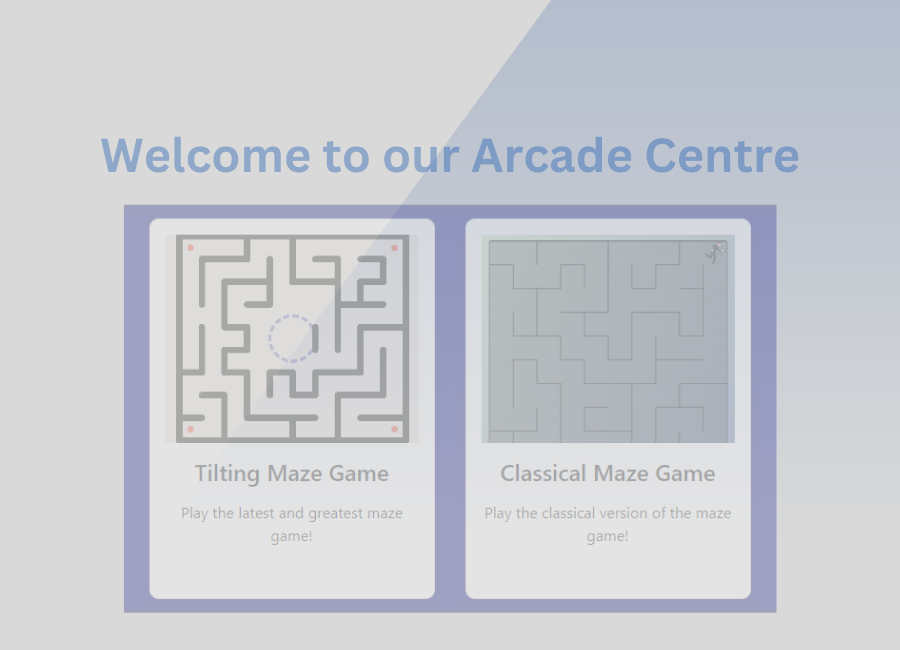 Welcome to our Arcade Centre
Tilting Maze Game
Play the latest and greatest maze
game!
Classical Maze Game
Play the classical version of the maze
game!